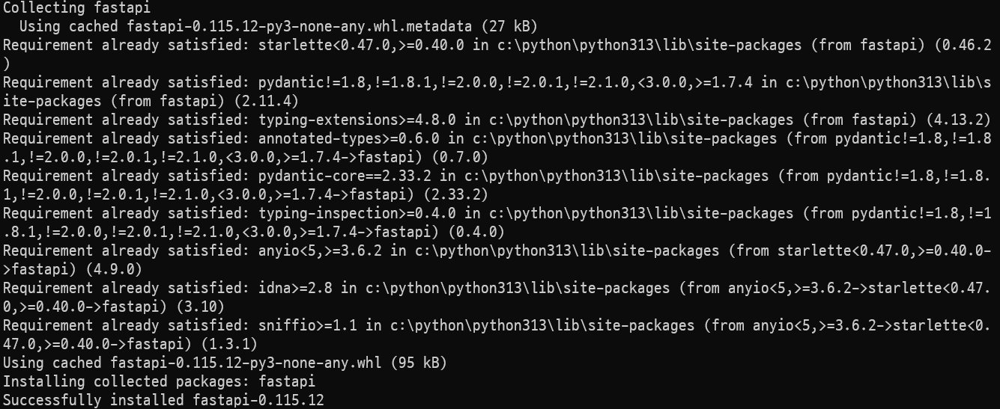 Collecting fastapi
  Using cached fastapi-0.115.12-py3-none-any.whl.metadata (27 kB)
Requirement already satisfied: starlette<0.47.0,>=0.40.0 in c:\python\python313\lib\site-packages (from fastapi) (0.46.2
)
Requirement already satisfied: pydantic!=1.8,!=1.8.1,!=2.0.0,!=2.0.1,!=2.1.0,<3.0.0,>=1.7.4 in c:\python\python313\lib\s
ite-packages (from fastapi) (2.11.4)
Requirement already satisfied: typing-extensions>=4.8.0 in c:\python\python313\lib\site-packages (from fastapi) (4.13.2)
Requirement already satisfied: annotated-types>=0.6.0 in c:\python\python313\lib\site-packages (from pydantic!=1.8,!=1.8
.1,!=2.0.0,!=2.0.1,!=2.1.0,<3.0.0,>=1.7.4->fastapi) (0.7.0)
Requirement already satisfied: pydantic-core==2.33.2 in c:\python\python313\lib\site-packages (from pydantic!=1.8,!=1.8.
1,!=2.0.0,!=2.0.1,!=2.1.0,<3.0.0,>=1.7.4->fastapi) (2.33.2)
Requirement already satisfied: typing-inspection>=0.4.0 in c:\python\python313\lib\site-packages (from pydantic!=1.8,!=1
.8.1,!=2.0.0,!=2.0.1,!=2.1.0,<3.0.0,>=1.7.4->fastapi) (0.4.0)
Requirement already satisfied: anyio<5,>=3.6.2 in c:\python\python313\lib\site-packages (from starlette<0.47.0,>=0.40.0-
>fastapi) (4.9.0)
Requirement already satisfied: idna>=2.8 in c:\python\python313\lib\site-packages (from anyio<5,>=3.6.2->starlette<0.47.
0,>=0.40.0->fastapi) (3.10)
Requirement already satisfied: sniffio>=1.1 in c:\python\python313\lib\site-packages (from anyio<5,>=3.6.2->starlette<0.
47.0,>=0.40.0->fastapi) (1.3.1)
Using cached fastapi-0.115.12-py3-none-any.whl (95 kB)
Installing collected packages: fastapi
Successfully installed fastapi-0.115.12